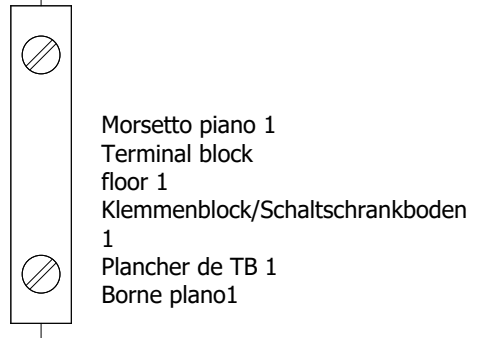 Morsetto piano 1
Terminal block
floor 1
Klemmenblock/Schaltschrankboden
1
Plancher de TB 1
Borne plano1